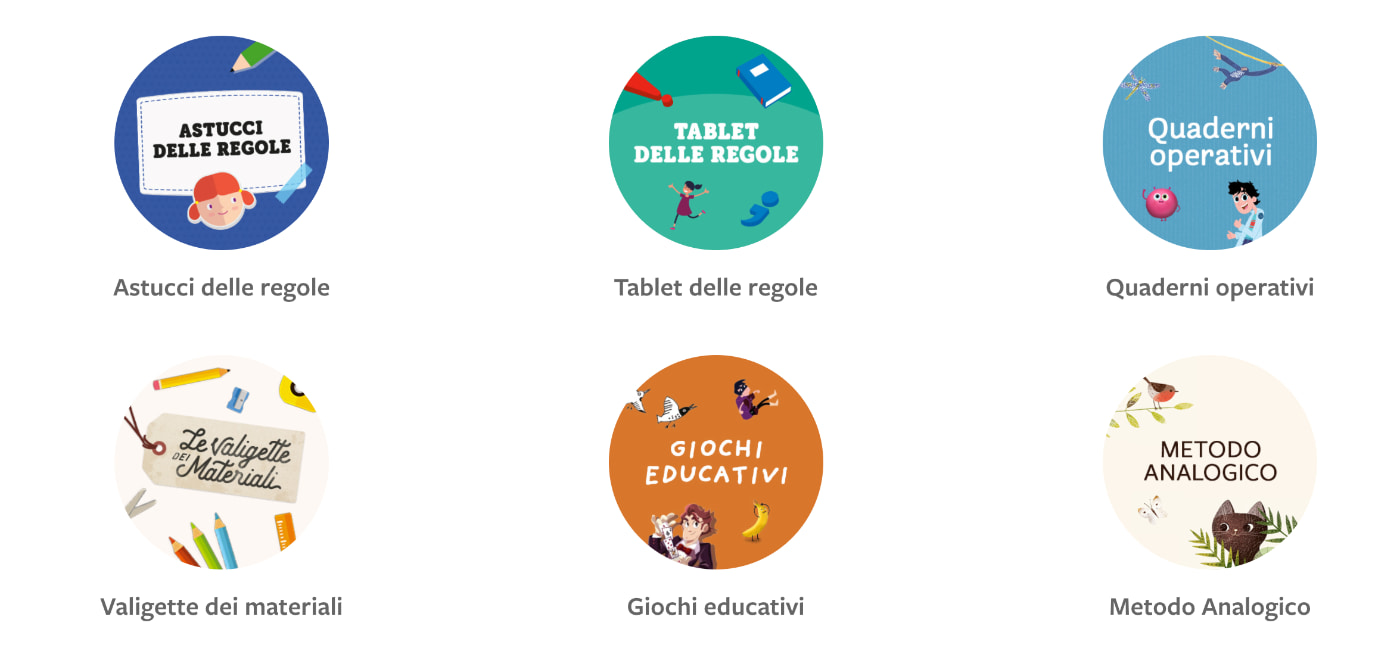 ASTUCCI
DELLE REGOLE
TABLET
DELLE REGOLE
Quaderni
operativi
Astucci delle regole
Tablet delle regole
Quaderni operativi
Le Valigette
DEI
Materiali
GIOCHI
EDUCATIVI
METODO
ANALOGICO
Valigette dei materiali
Giochi educativi
Metodo Analogico